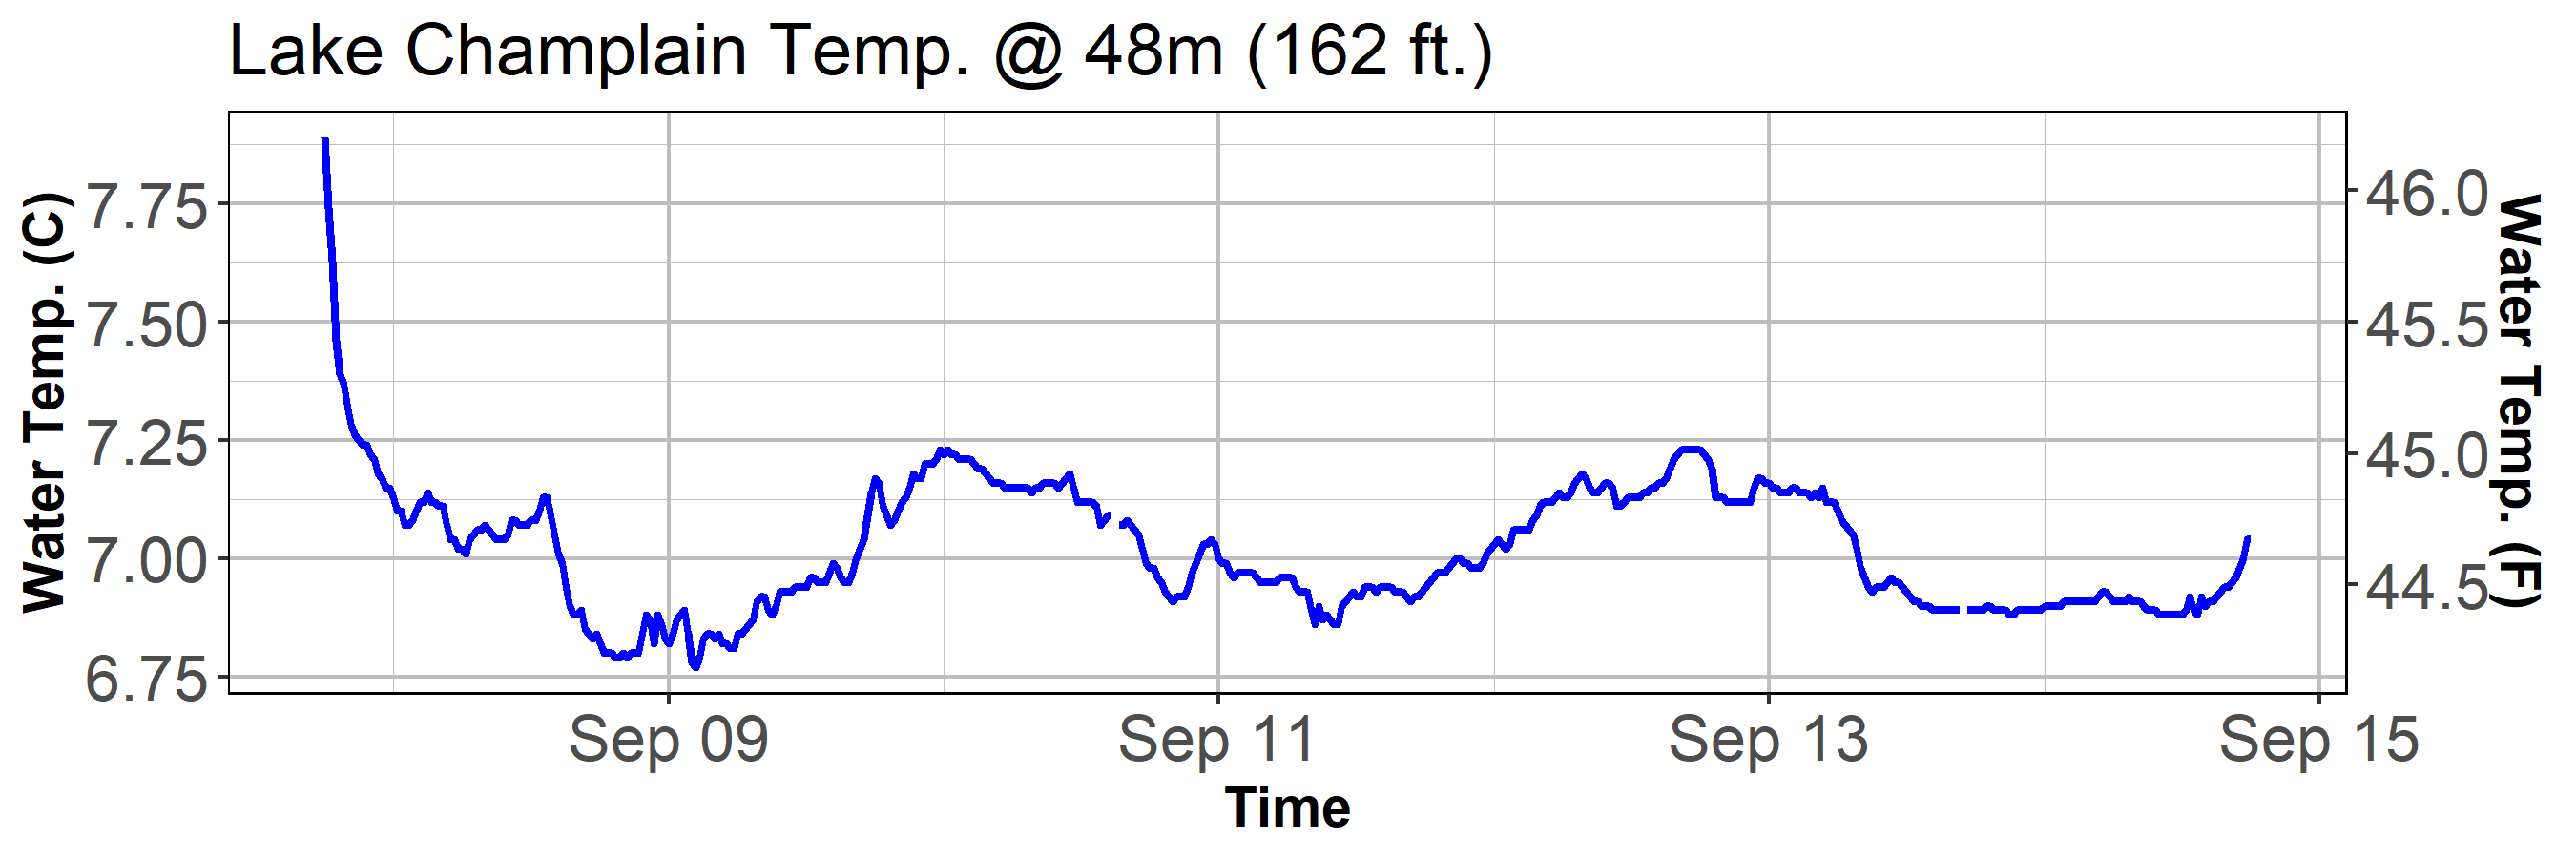 Lake Champlain Temp. @ 48m (162 ft.)
Water Temp. (C)
7.75
7.50
7.25
7.00
6.75
46.0
45.5
45.0
44.5
Water Temp. (F)
Sep 09 Sep 11 Sep 13 Sep 15
Time